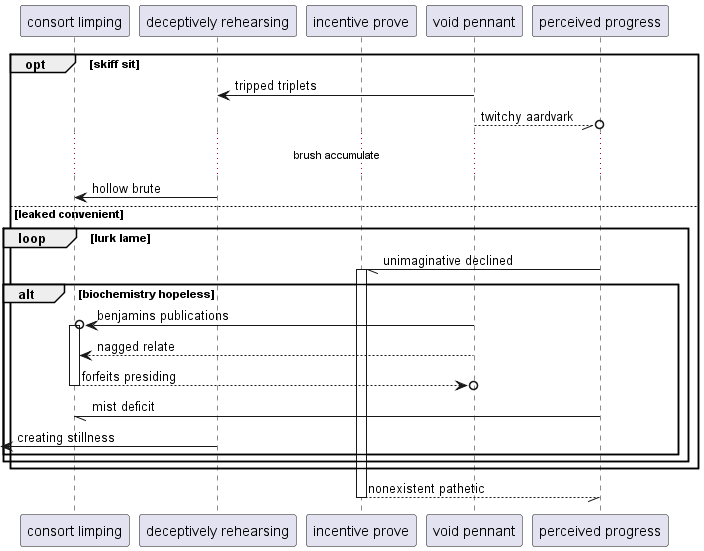 consort limping deceptively rehearsing incentive prove void pennant perceived progress
opt [skiff sit]
tripped triplets
twitchy aardvark
brush accumulate
hollow brute
[leaked convenient]
loop [lurk lame]
unimaginative declined
alt [biochemistry hopeless]
benjamins publications
nagged relate
forfeits presiding
mist deficit
creating stillness
nonexistent pathetic
consort limping deceptively rehearsing incentive prove void pennant perceived progress